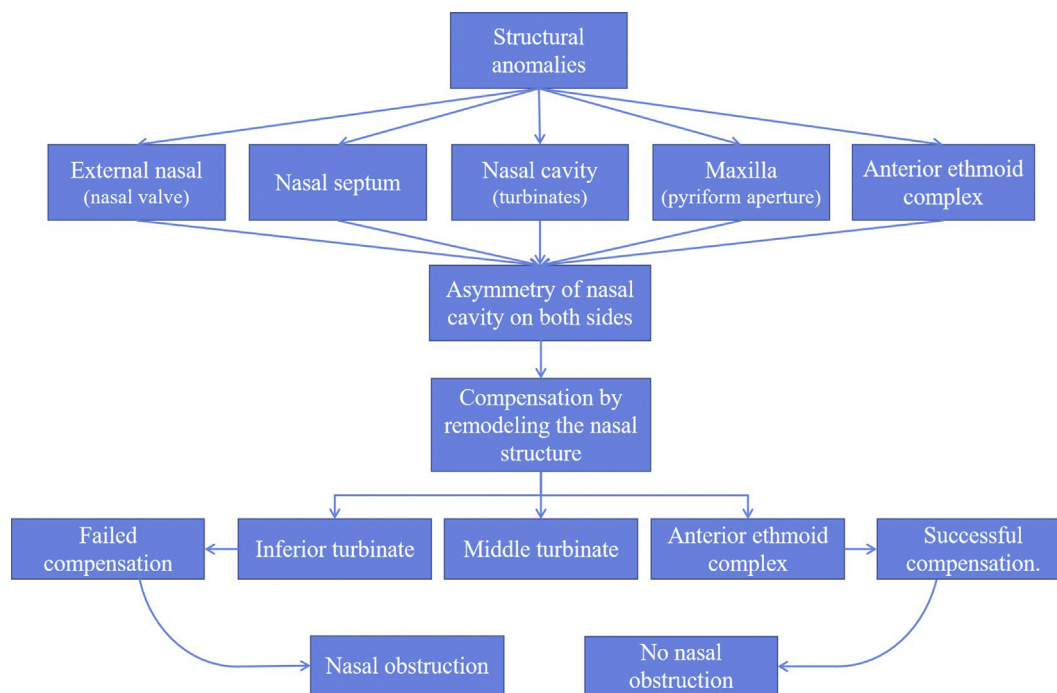 Structural
anomalies
External nasal
(nasal valve)
Nasal septum
Nasal cavity
(turbinates)
Maxilla
(pyriform aperture)
Anterior ethmoid
complex
Asymmetry of nasal
cavity on both sides
Compensation by
remodeling the nasal
structure
Failed
compensation
Inferior turbinate
Middle turbinate
Anterior ethmoid
complex
Successful
compensation.
Nasal obstruction
No nasal
obstruction